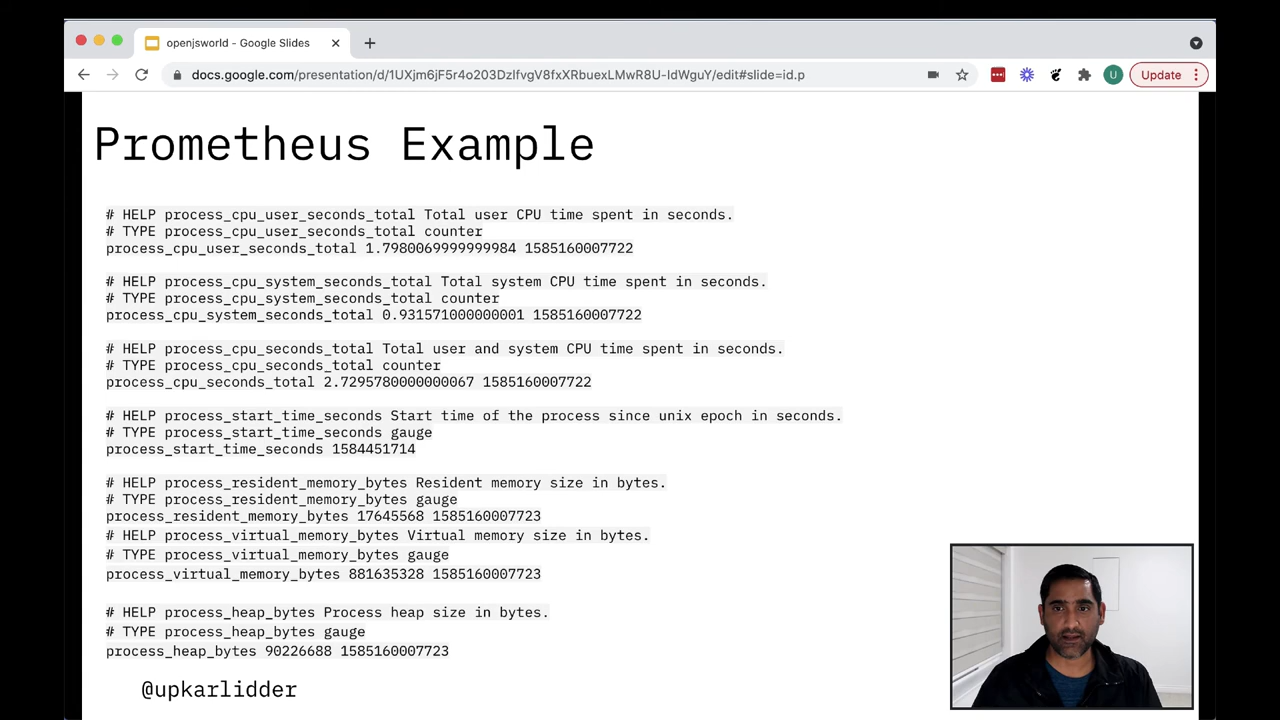 openjsworld - Google Slides
docs.google.com/presentation/d/1UXjm6jF5r4o203DzlfvgV8fxXRbuexLMwR8U-IdWguY/edit#slide=id.p
U
Update
Prometheus Example
# HELP process_cpu_user_seconds_total Total user CPU time spent in seconds.
# TYPE process_cpu_user_seconds_total counter
process_cpu_user_seconds_total 1.7980069999999984 1585160007722
# HELP process_cpu_system_seconds_total Total system CPU time spent in seconds.
# TYPE process_cpu_system_seconds_total counter
process_cpu_system_seconds_total 0.931571000000001 1585160007722
# HELP process_cpu_seconds_total Total user and system CPU time spent in seconds.
# TYPE process_cpu_seconds_total counter
process_cpu_seconds_total 2.7295780000000067 1585160007722
# HELP process_start_time_seconds Start time of the process since unix epoch in seconds.
# TYPE process_start_time_seconds gauge
process_start_time_seconds 1584451714
# HELP process_resident_memory_bytes Resident memory size in bytes.
# TYPE process_resident_memory_bytes gauge
process_resident_memory_bytes 17645568 1585160007723
# HELP process_virtual_memory_bytes Virtual memory size in bytes.
# TYPE process_virtual_memory_bytes gauge
process_virtual_memory_bytes 881635328 1585160007723
# HELP process_heap_bytes Process heap size in bytes.
# TYPE process_heap_bytes gauge
process_heap_bytes 90226688 1585160007723
@upkarlidder